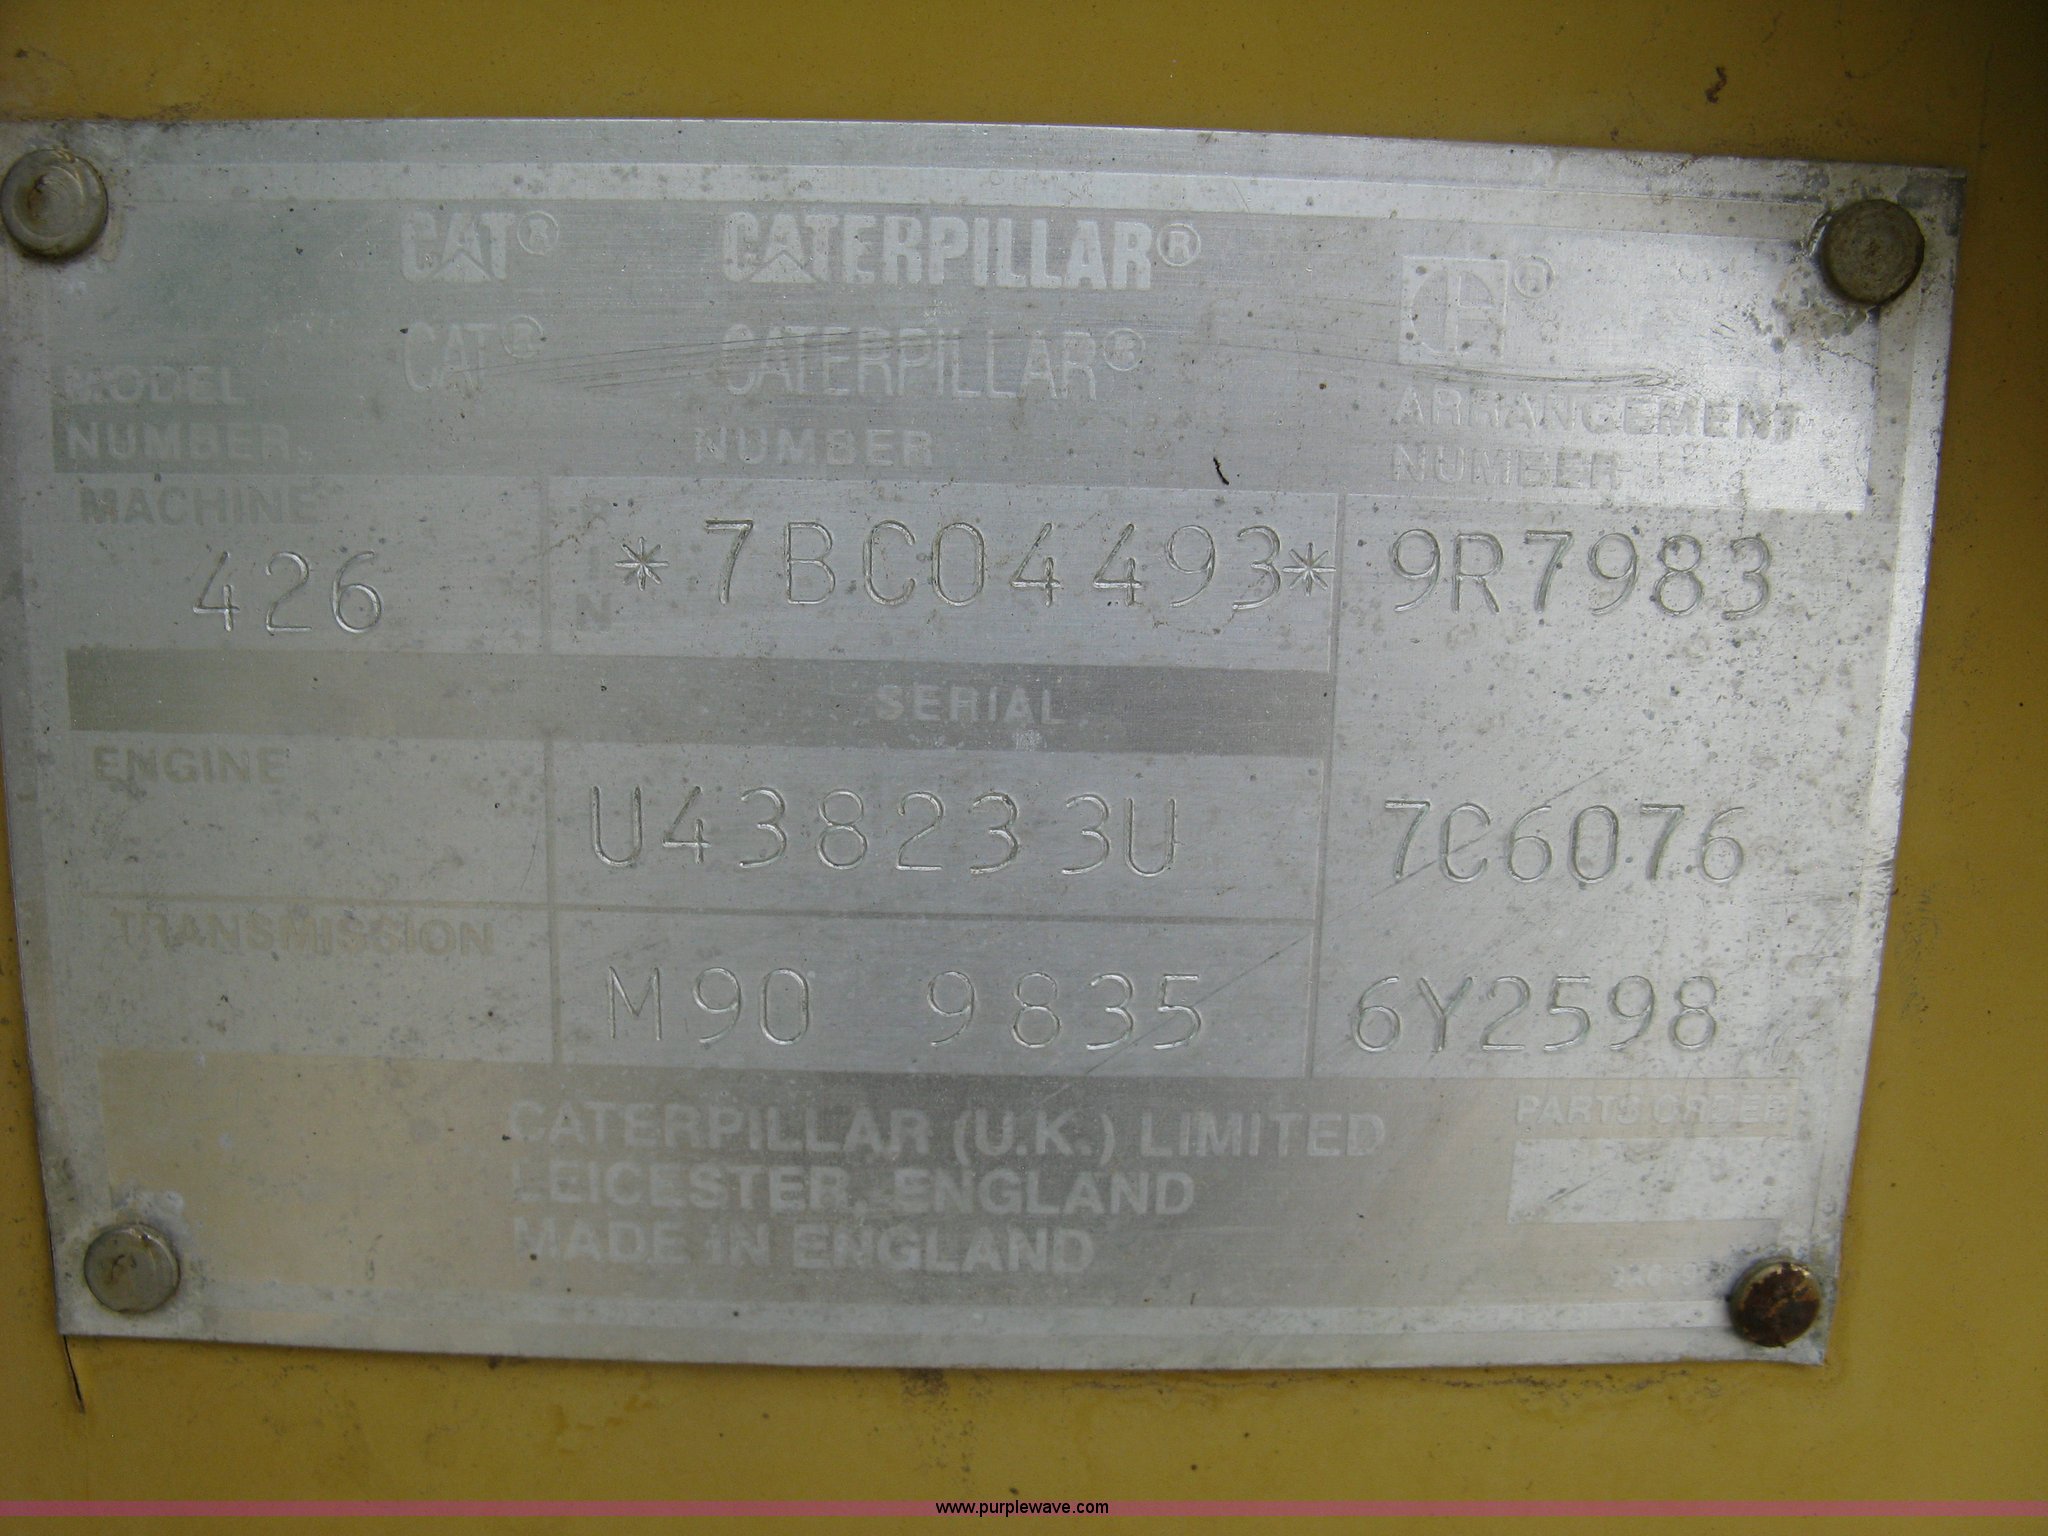 CAT® CATERPILLAR®
CAT® CATERPILLAR®
MODEL NUMBER
NUMBER
ARRANGEMENT NUMBER
MACHINE
426
PIN
*7BC04493*
9R7983
SERIAL
ENGINE
U438233U
7C6076
TRANSMISSION
M90 9835
6Y2598
CATERPILLAR (U.K.) LIMITED
LEICESTER, ENGLAND
MADE IN ENGLAND
PARTS ORDER
www.purplewave.com